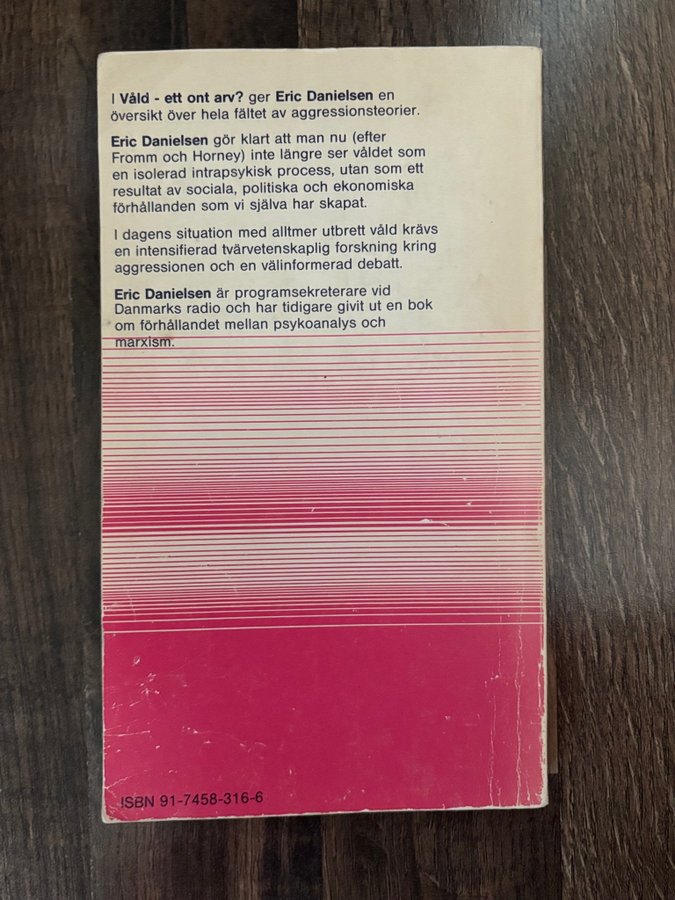 I Våld - ett ont arv? ger Eric Danielsen en
översikt över hela fältet av aggressionsteorier.
Eric Danielsen gör klart att man nu (efter
Fromm och Horney) inte längre ser våldet som
en isolerad intrapsykisk process, utan som ett
resultat av sociala, politiska och ekonomiska
förhållanden som vi själva har skapat.
I dagens situation med alltmer utbrett våld krävs
en intensifierad tvärvetenskaplig forskning kring
aggressionen och en välinformerad debatt.
Eric Danielsen är programsekreterare vid
Danmarks radio och har tidigare givit ut en bok
om förhållandet mellan psykoanalys och
marxism.
ISBN 91-7458-316-6